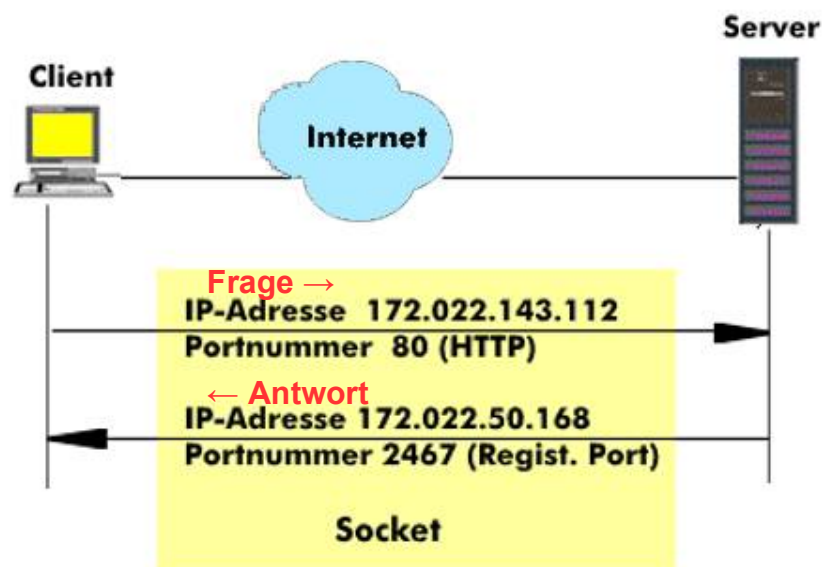 Server
Client
Internet
Frage →
IP-Adresse 172.022.143.112
Portnummer 80 (HTTP)
← Antwort
IP-Adresse 172.022.50.168
Portnummer 2467 (Regist. Port)
Socket